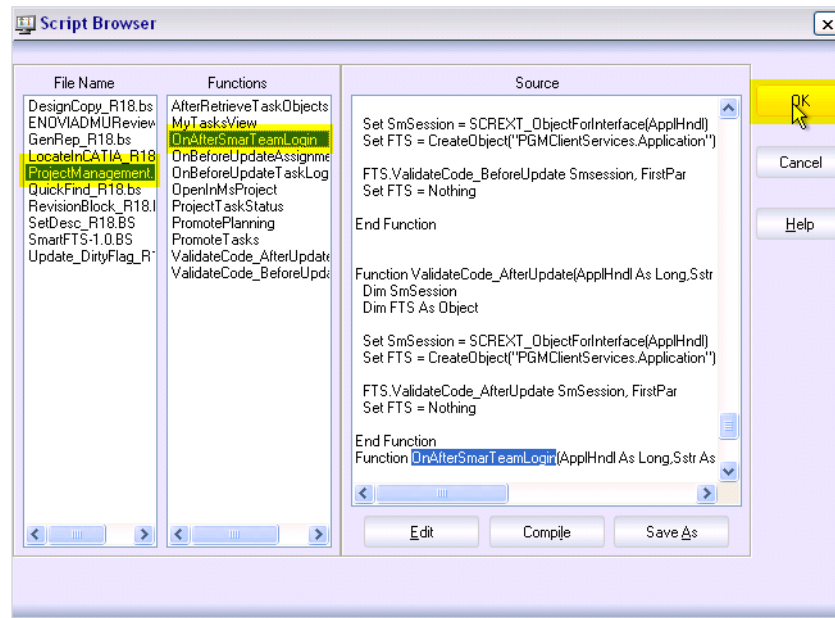 Script Browser
File Name
DesignCopy_R18.bs
ENOVIADMUReview
GenRep_R18.bs
LocateInCATIA_R18
ProjectManagement.
QuickFind_R18.bs
RevisionBlock_R18.l
SetDesc_R18.BS
SmartFTS-1.0.BS
Update_DirtyFlag_R
Functions
AfterRetrieveTaskObjects
MyTasksView
OnAfterSmarTeamLogin
OnBeforeUpdateAssignme
OnBeforeUpdateTaskLog
OpenInMsProject
ProjectTaskStatus
PromotePlanning
PromoteTasks
ValidateCode_AfterUpdate
ValidateCode_BeforeUpda
Source
Set SmSession = SCREXT_ObjectForInterface(ApplHndl)
Set FTS = CreateObject("PGMClientServices.Application")
FTS.ValidateCode_BeforeUpdate Smsession, FirstPar
Set FTS = Nothing
End Function
Function ValidateCode_AfterUpdate(ApplHndl As Long,Sstr
Dim SmSession
Dim FTS As Object
Set SmSession = SCREXT_ObjectForInterface(ApplHndl)
Set FTS = CreateObject("PGMClientServices.Application")
FTS.ValidateCode_AfterUpdate SmSession, FirstPar
Set FTS = Nothing
End Function
Function OnAfterSmarTeamLogin(ApplHndl As Long,Sstr As
Edit
Compile
Save As
OK
Cancel
Help